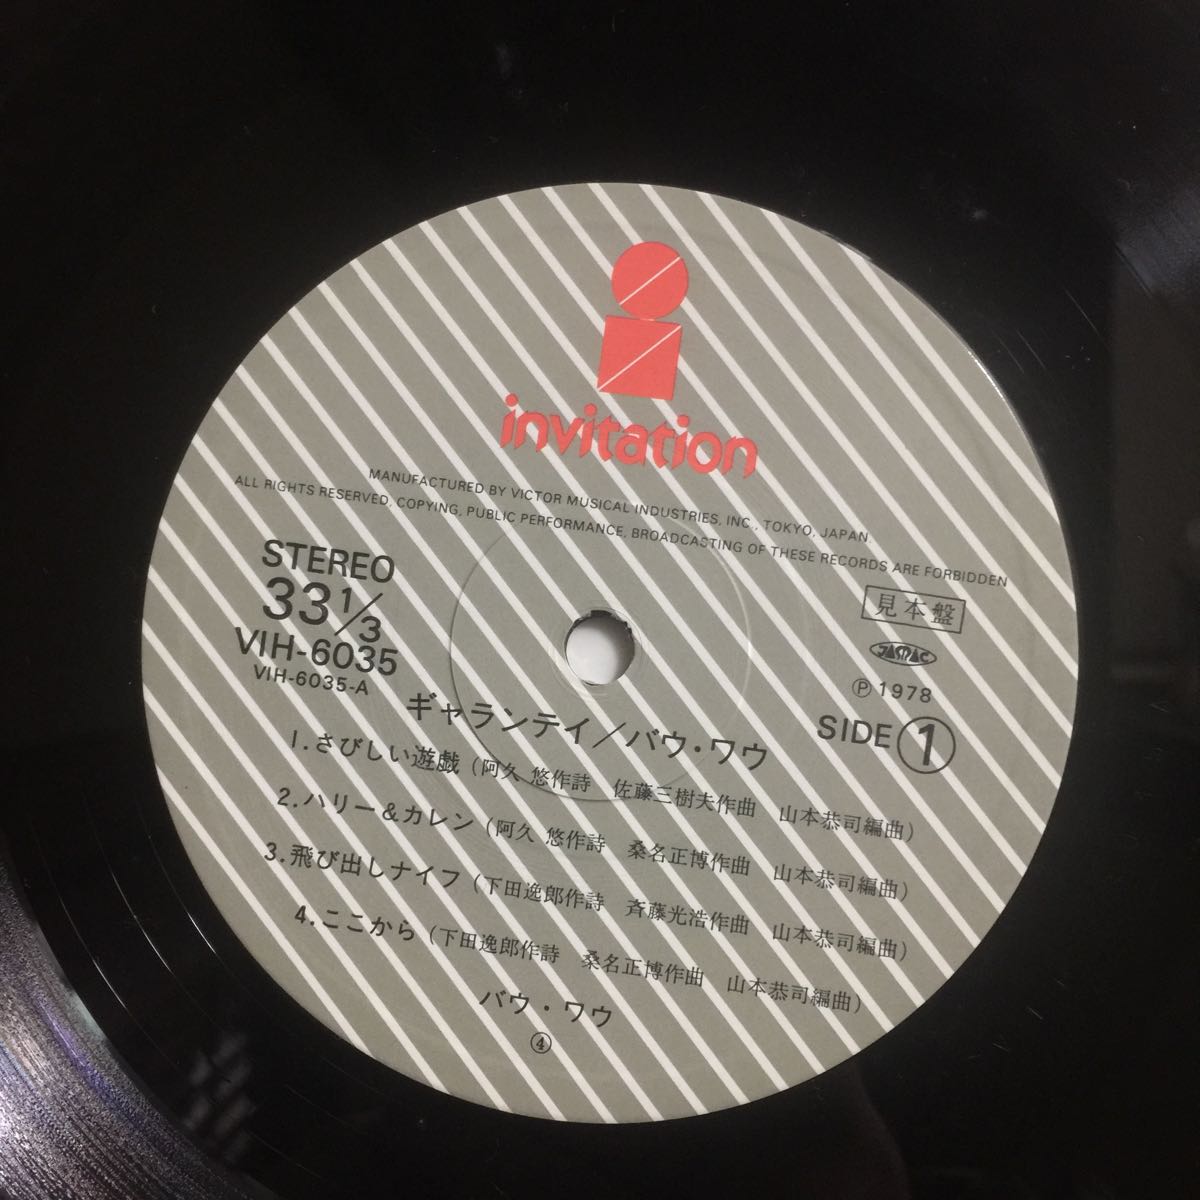 invitation
MANUFACTURED BY VICTOR MUSICAL INDUSTRIES, INC., TOKYO, JAPAN.
ALL RIGHTS RESERVED, COPYING, PUBLIC PERFORMANCE, BROADCASTING OF THESE RECORDS ARE FORBIDDEN
STEREO
33 1/3
VIH-6035
VIH-6035-A
見本盤
JASRAC
Ⓟ1978
SIDE 1
ギャランティ／バウ・ワウ
1.さびしい遊戯（阿久 悠作詩 佐藤三樹夫作曲 山本恭司編曲）
2.ハリー&カレン（阿久 悠作詩 桑名正博作曲 山本恭司編曲）
3.飛び出しナイフ（下田逸郎作詩 斉藤光浩作曲 山本恭司編曲）
4.ここから（下田逸郎作詩 桑名正博作曲 山本恭司編曲）
バウ・ワウ
④